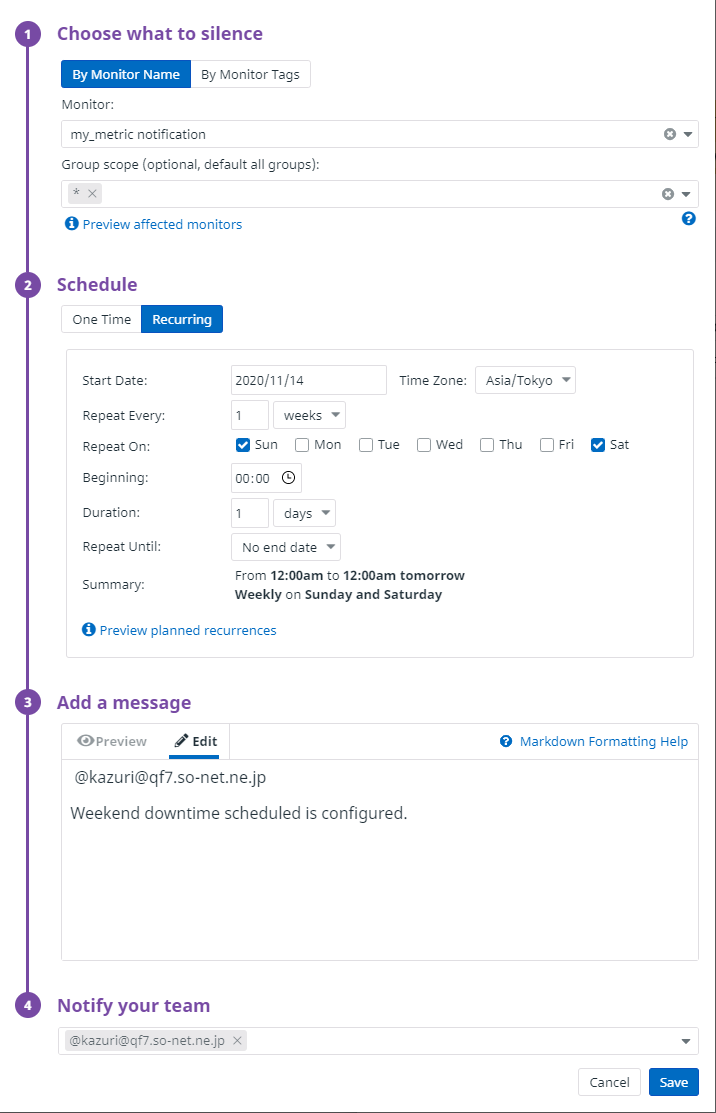 1 Choose what to silence
By Monitor Name By Monitor Tags
Monitor:
my_metric notification
Group scope (optional, default all groups):
* ×
Preview affected monitors
2 Schedule
One Time Recurring
Start Date: 2020/11/14 Time Zone: Asia/Tokyo
Repeat Every: 1 weeks
Repeat On: Sun Mon Tue Wed Thu Fri Sat
Beginning: 00:00
Duration: 1 days
Repeat Until: No end date
Summary: From 12:00am to 12:00am tomorrow
Weekly on Sunday and Saturday
Preview planned recurrences
3 Add a message
Preview Edit Markdown Formatting Help
@kazuri@qf7.so-net.ne.jp
Weekend downtime scheduled is configured.
4 Notify your team
@kazuri@qf7.so-net.ne.jp ×
Cancel Save